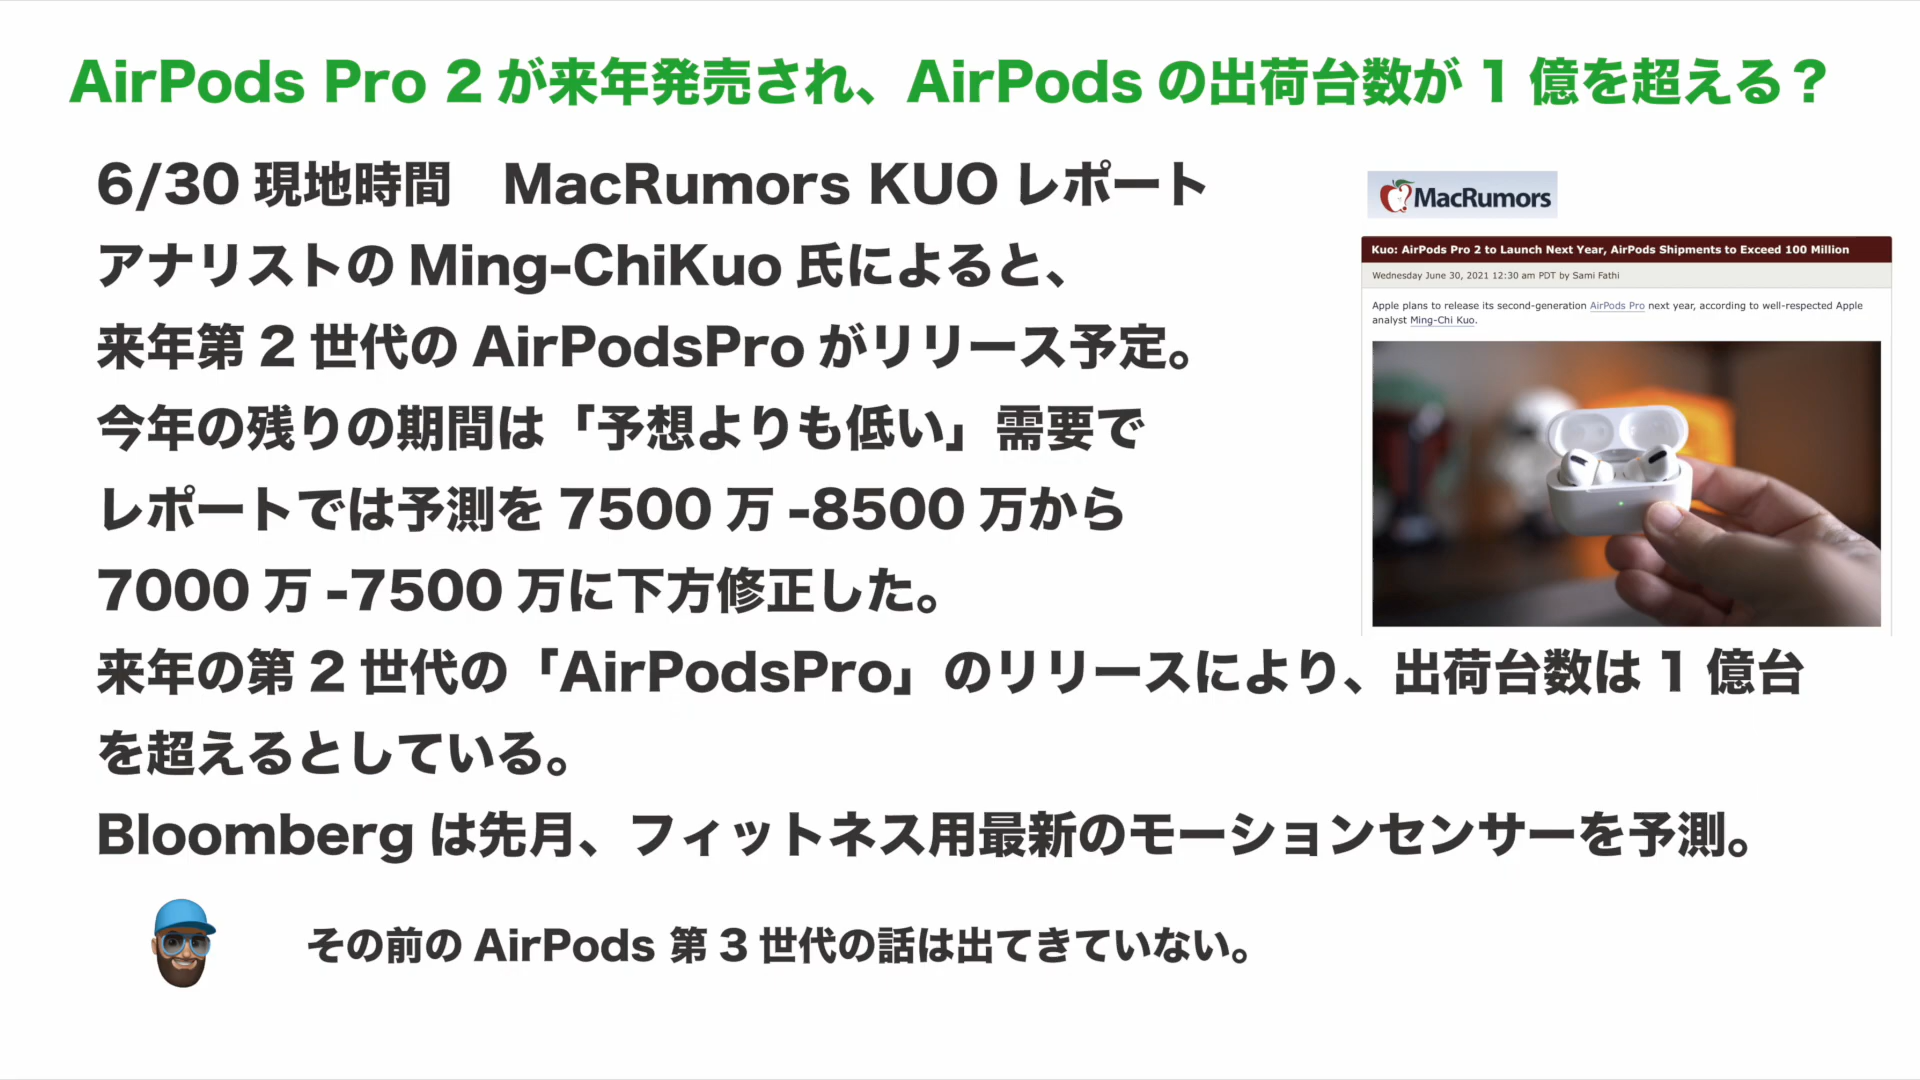 AirPods Pro 2 が来年発売され、AirPods の出荷台数が 1 億を超える？
6/30 現地時間　MacRumors KUO レポート
アナリストの Ming-ChiKuo 氏によると、
来年第 2 世代の AirPodsPro がリリース予定。
今年の残りの期間は「予想よりも低い」需要で
レポートでは予測を 7500 万 -8500 万から
7000 万 -7500 万に下方修正した。
来年の第 2 世代の「AirPodsPro」のリリースにより、出荷台数は 1 億台
を超えるとしている。
Bloomberg は先月、フィットネス用最新のモーションセンサーを予測。
その前の AirPods 第 3 世代の話は出てきていない。
MacRumors
Kuo: AirPods Pro 2 to Launch Next Year, AirPods Shipments to Exceed 100 Million
Wednesday June 30, 2021 12:30 am PDT by Sami Fathi
Apple plans to release its second-generation AirPods Pro next year, according to well-respected Apple
analyst Ming-Chi Kuo.